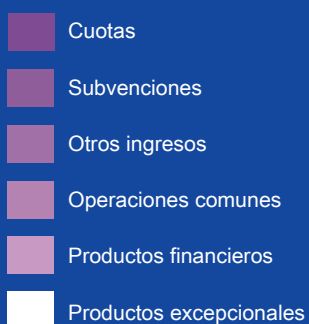 Cuotas
Subvenciones
Otros ingresos
Operaciones comunes
Productos financieros
Productos excepcionales